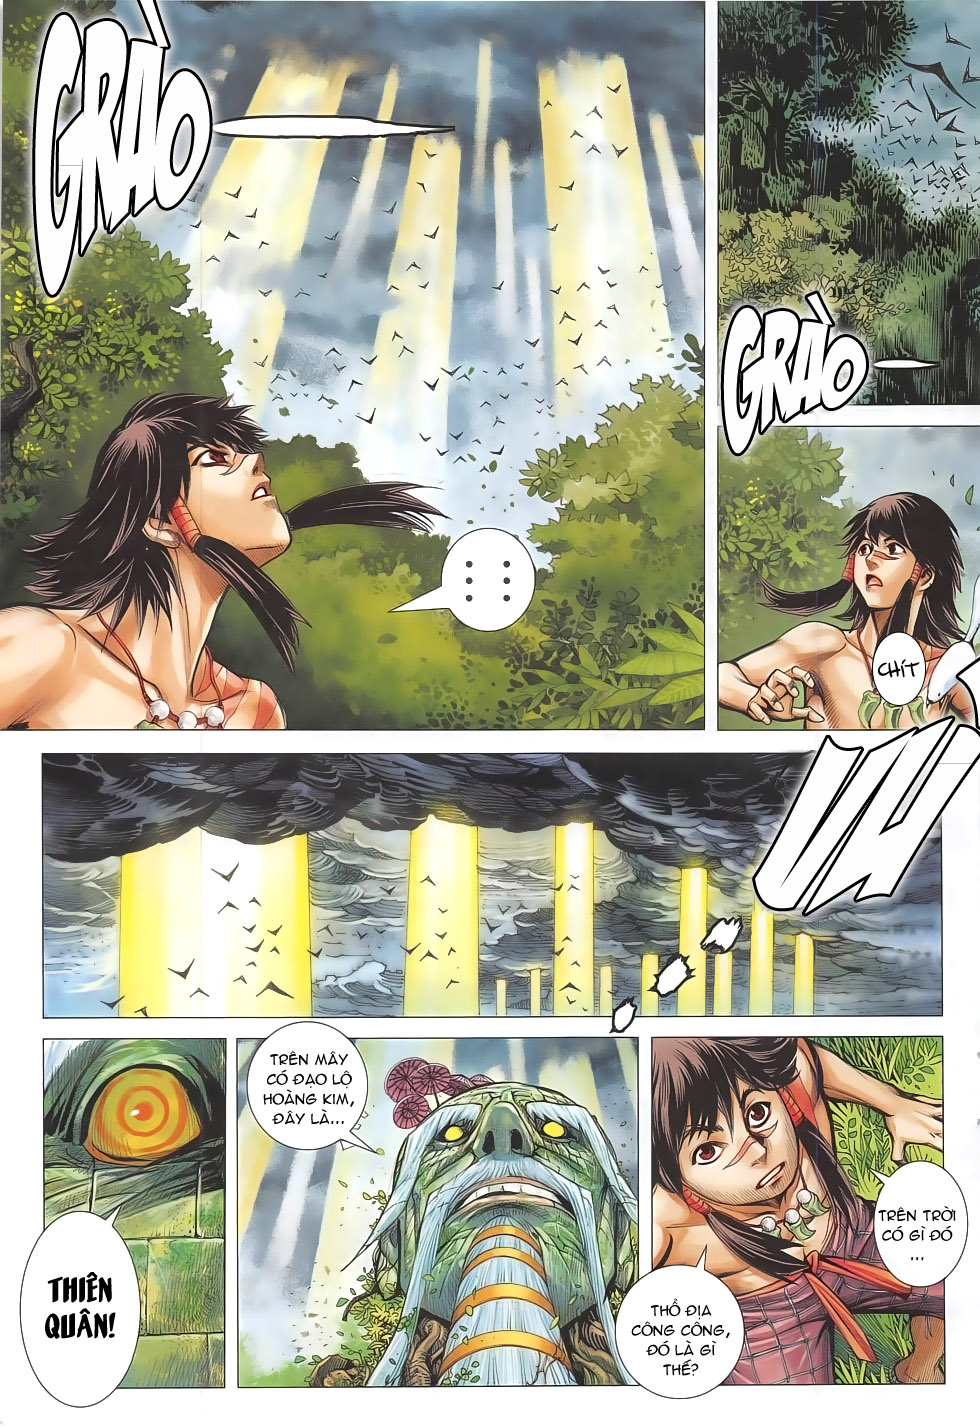 GRÀO
GRÀO
CHÍT
VÙ
TRÊN MÂY
CÓ ĐẠO LỘ
HOÀNG KIM,
ĐÂY LÀ...
TRÊN TRỜI
CÓ GÌ ĐÓ
...
THỔ ĐỊA
CÔNG CÔNG,
ĐÓ LÀ GÌ
THẾ?
THIÊN
QUÂN!